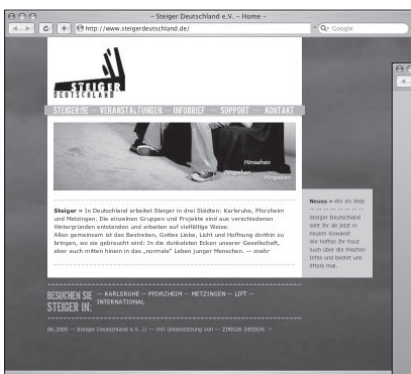 – Steiger Deutschland e.V. – Home –
http://www.steigerdeutschland.de/
Google
STEIGER
DEUTSCHLAND
STEIGER:DE — VERANSTALTUNGEN — INFOBRIEF — SUPPORT — KONTAKT
Hinsehen
Hingehen
Steiger » In Deutschland arbeitet Steiger in drei Städten: Karlsruhe, Pforzheim
und Metzingen. Die einzelnen Gruppen und Projekte sind aus verschiedenen
Hintergründen entstanden und arbeiten auf vielfältige Weise.
Allen gemeinsam ist das Bestreben, Gottes Liebe, Licht und Hoffnung dorthin zu
bringen, wo sie gebraucht wird: In die dunkelsten Ecken unserer Gesellschaft,
aber auch mitten hinein in das „normale" Leben junger Menschen. — mehr
Neues » Wir im Web
Steiger Deutschland
seht ihr ab jetzt in
neuem Gewand!
Wir hoffen ihr freut
euch über die frischen
Infos und bleibt uns
öfters mal.
BESUCHEN SIE
STEIGER IN:
— KARLSRUHE — PFORZHEIM — METZINGEN — LIFT —
INTERNATIONAL
06.2005 — Steiger Deutschland e.V. // — mit Unterstützung von — ZIRKUS DESIGN